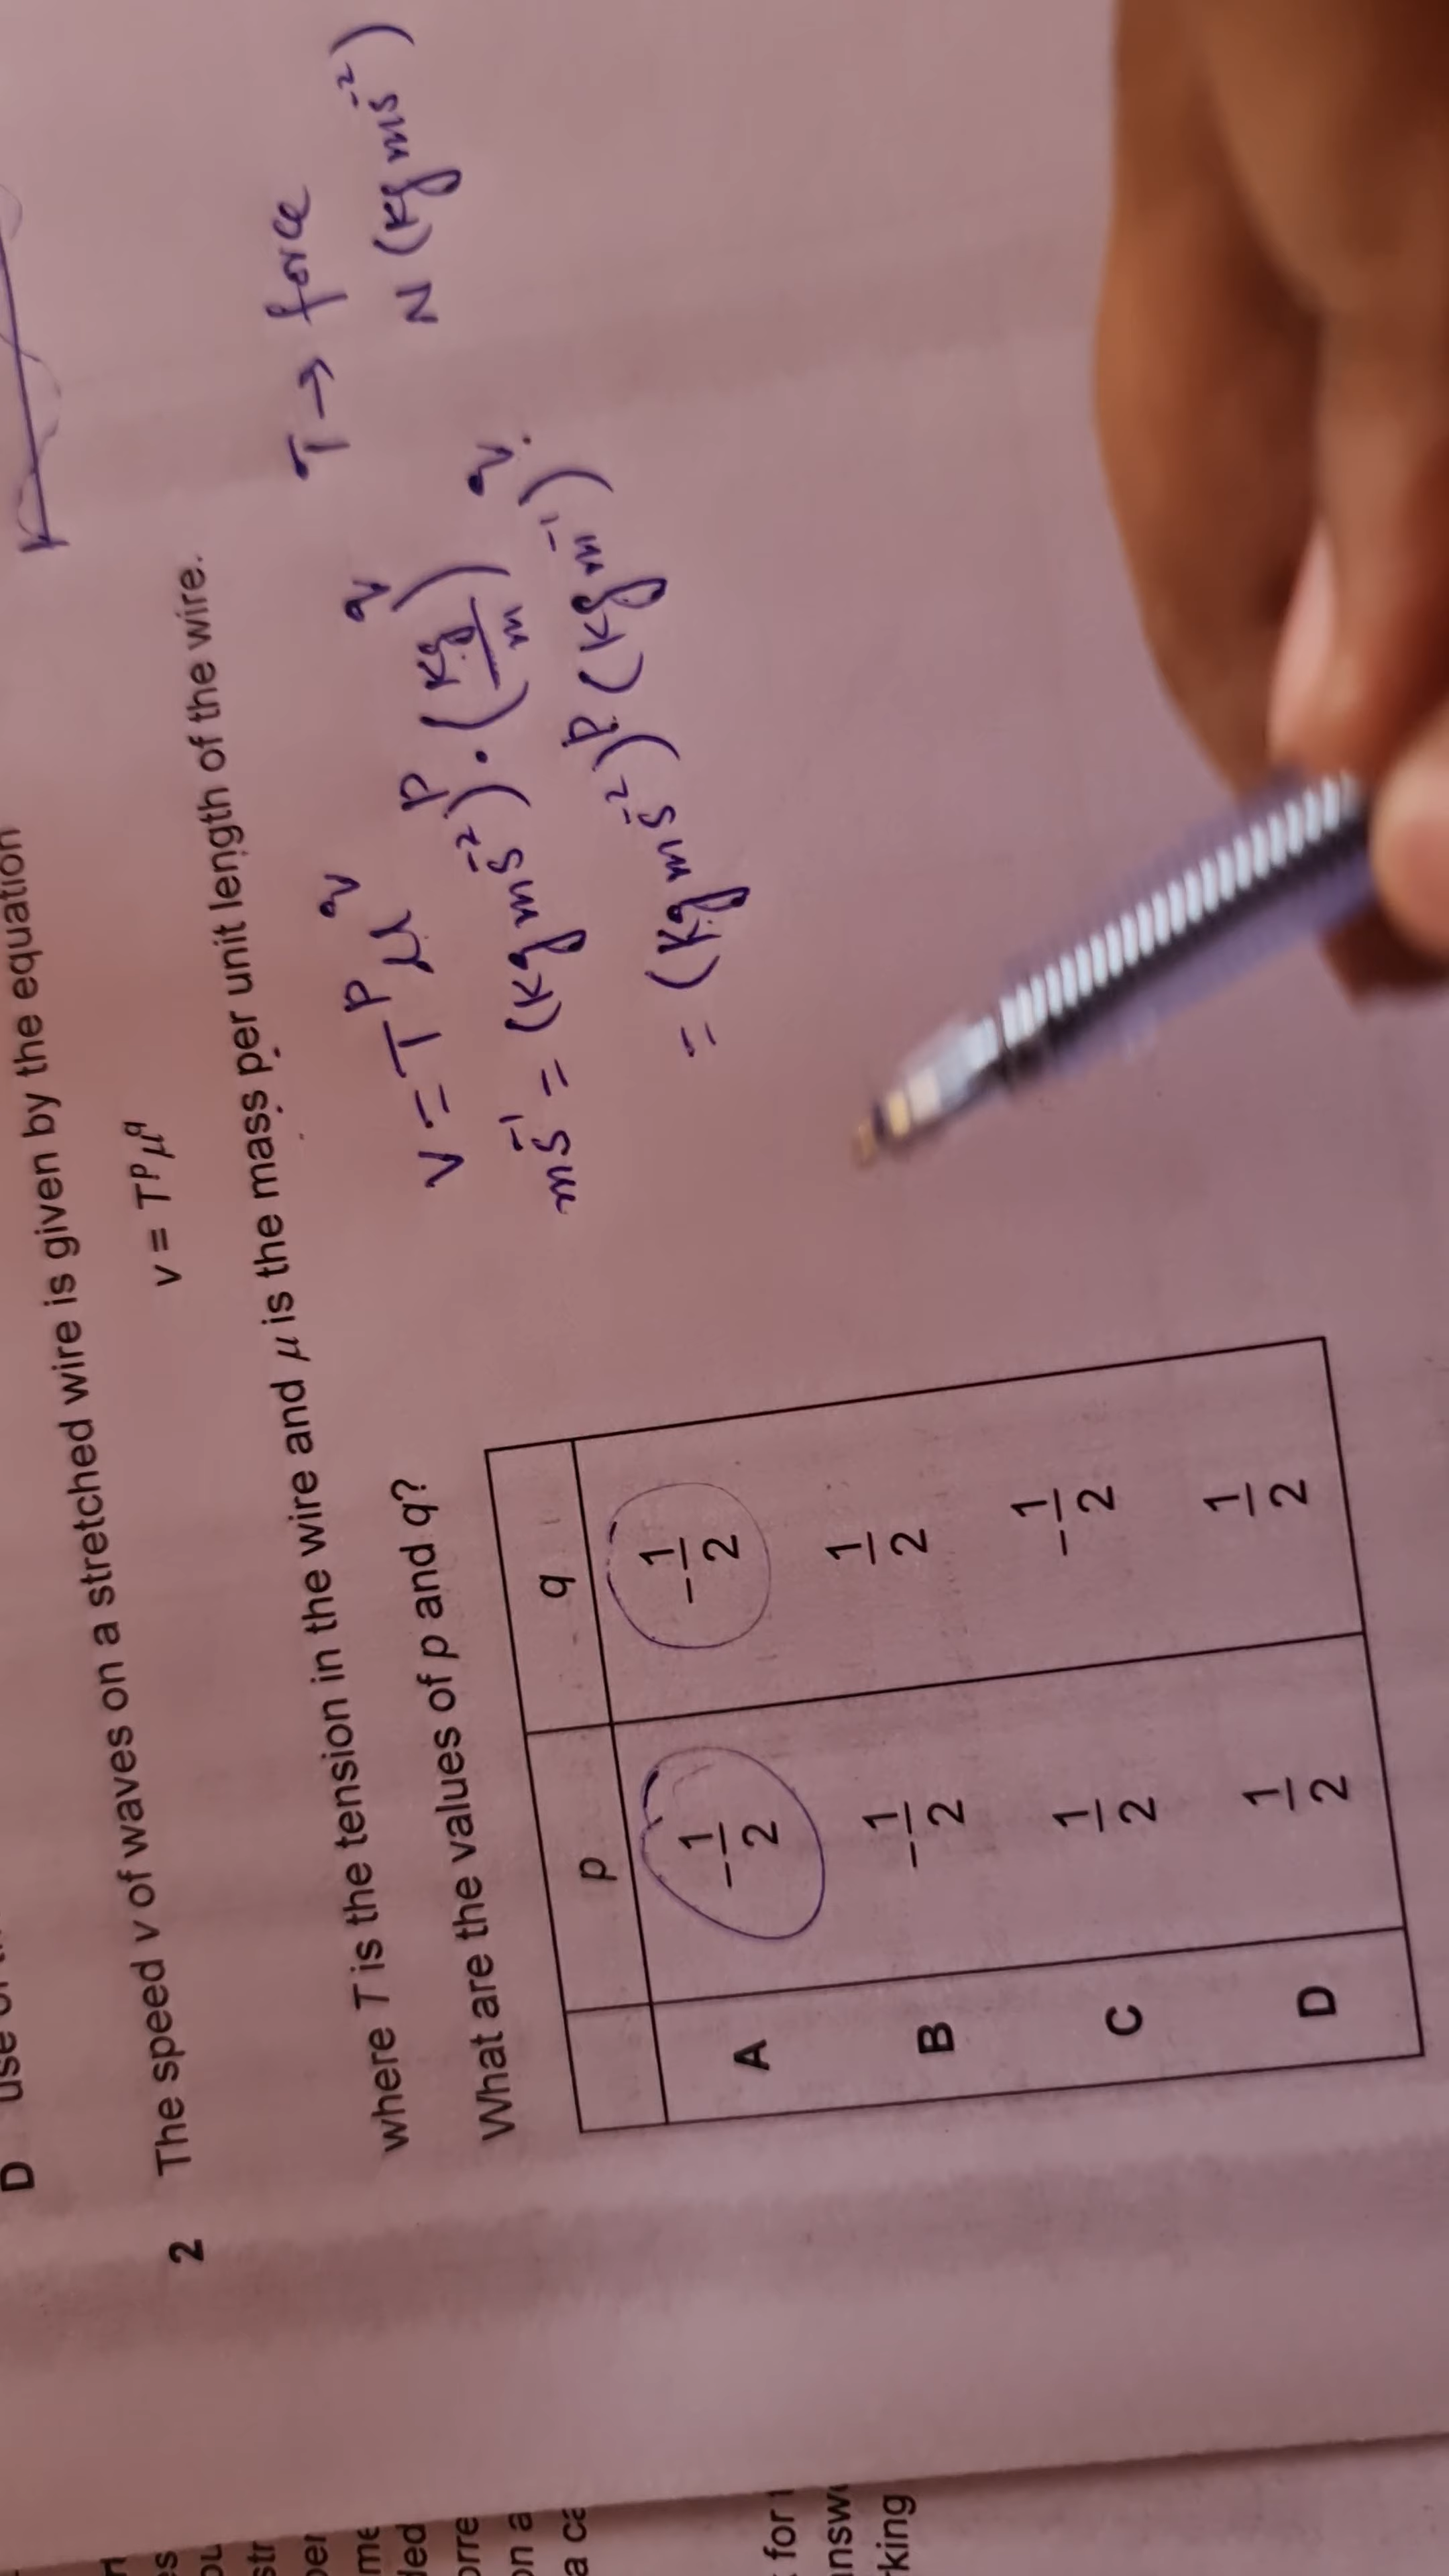 D use
2 The speed v of waves on a stretched wire is given by the equation
v = T^p μ^q
where T is the tension in the wire and μ is the mass per unit length of the wire.
What are the values of p and q?
p q
A -1/2 -1/2
B -1/2 1/2
C 1/2 -1/2
D 1/2 1/2
T → force
N (kg ms^-2)
v = T^p μ^q
ms^-1 = (kg ms^-2)^p · (kg/m)^q
= (kg ms^-2)^p (kg m^-1)^q
for
rking